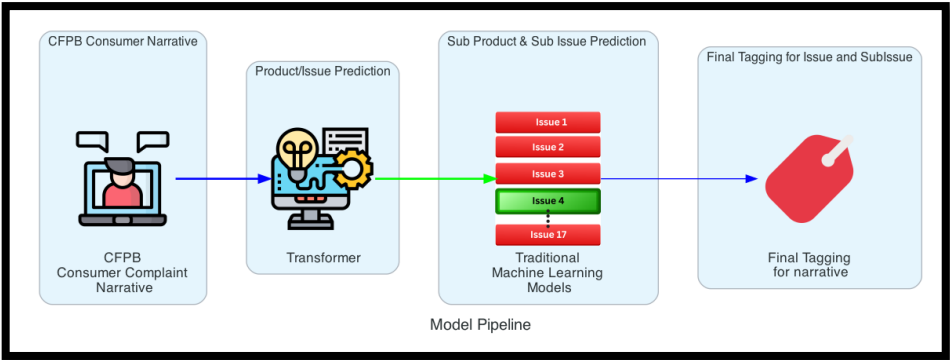 CFPB Consumer Narrative
CFPB
Consumer Complaint
Narrative
Product/Issue Prediction
Transformer
Sub Product & Sub Issue Prediction
Issue 1
Issue 2
Issue 3
Issue 4
Issue 17
Traditional
Machine Learning
Models
Final Tagging for Issue and SubIssue
Final Tagging
for narrative
Model Pipeline